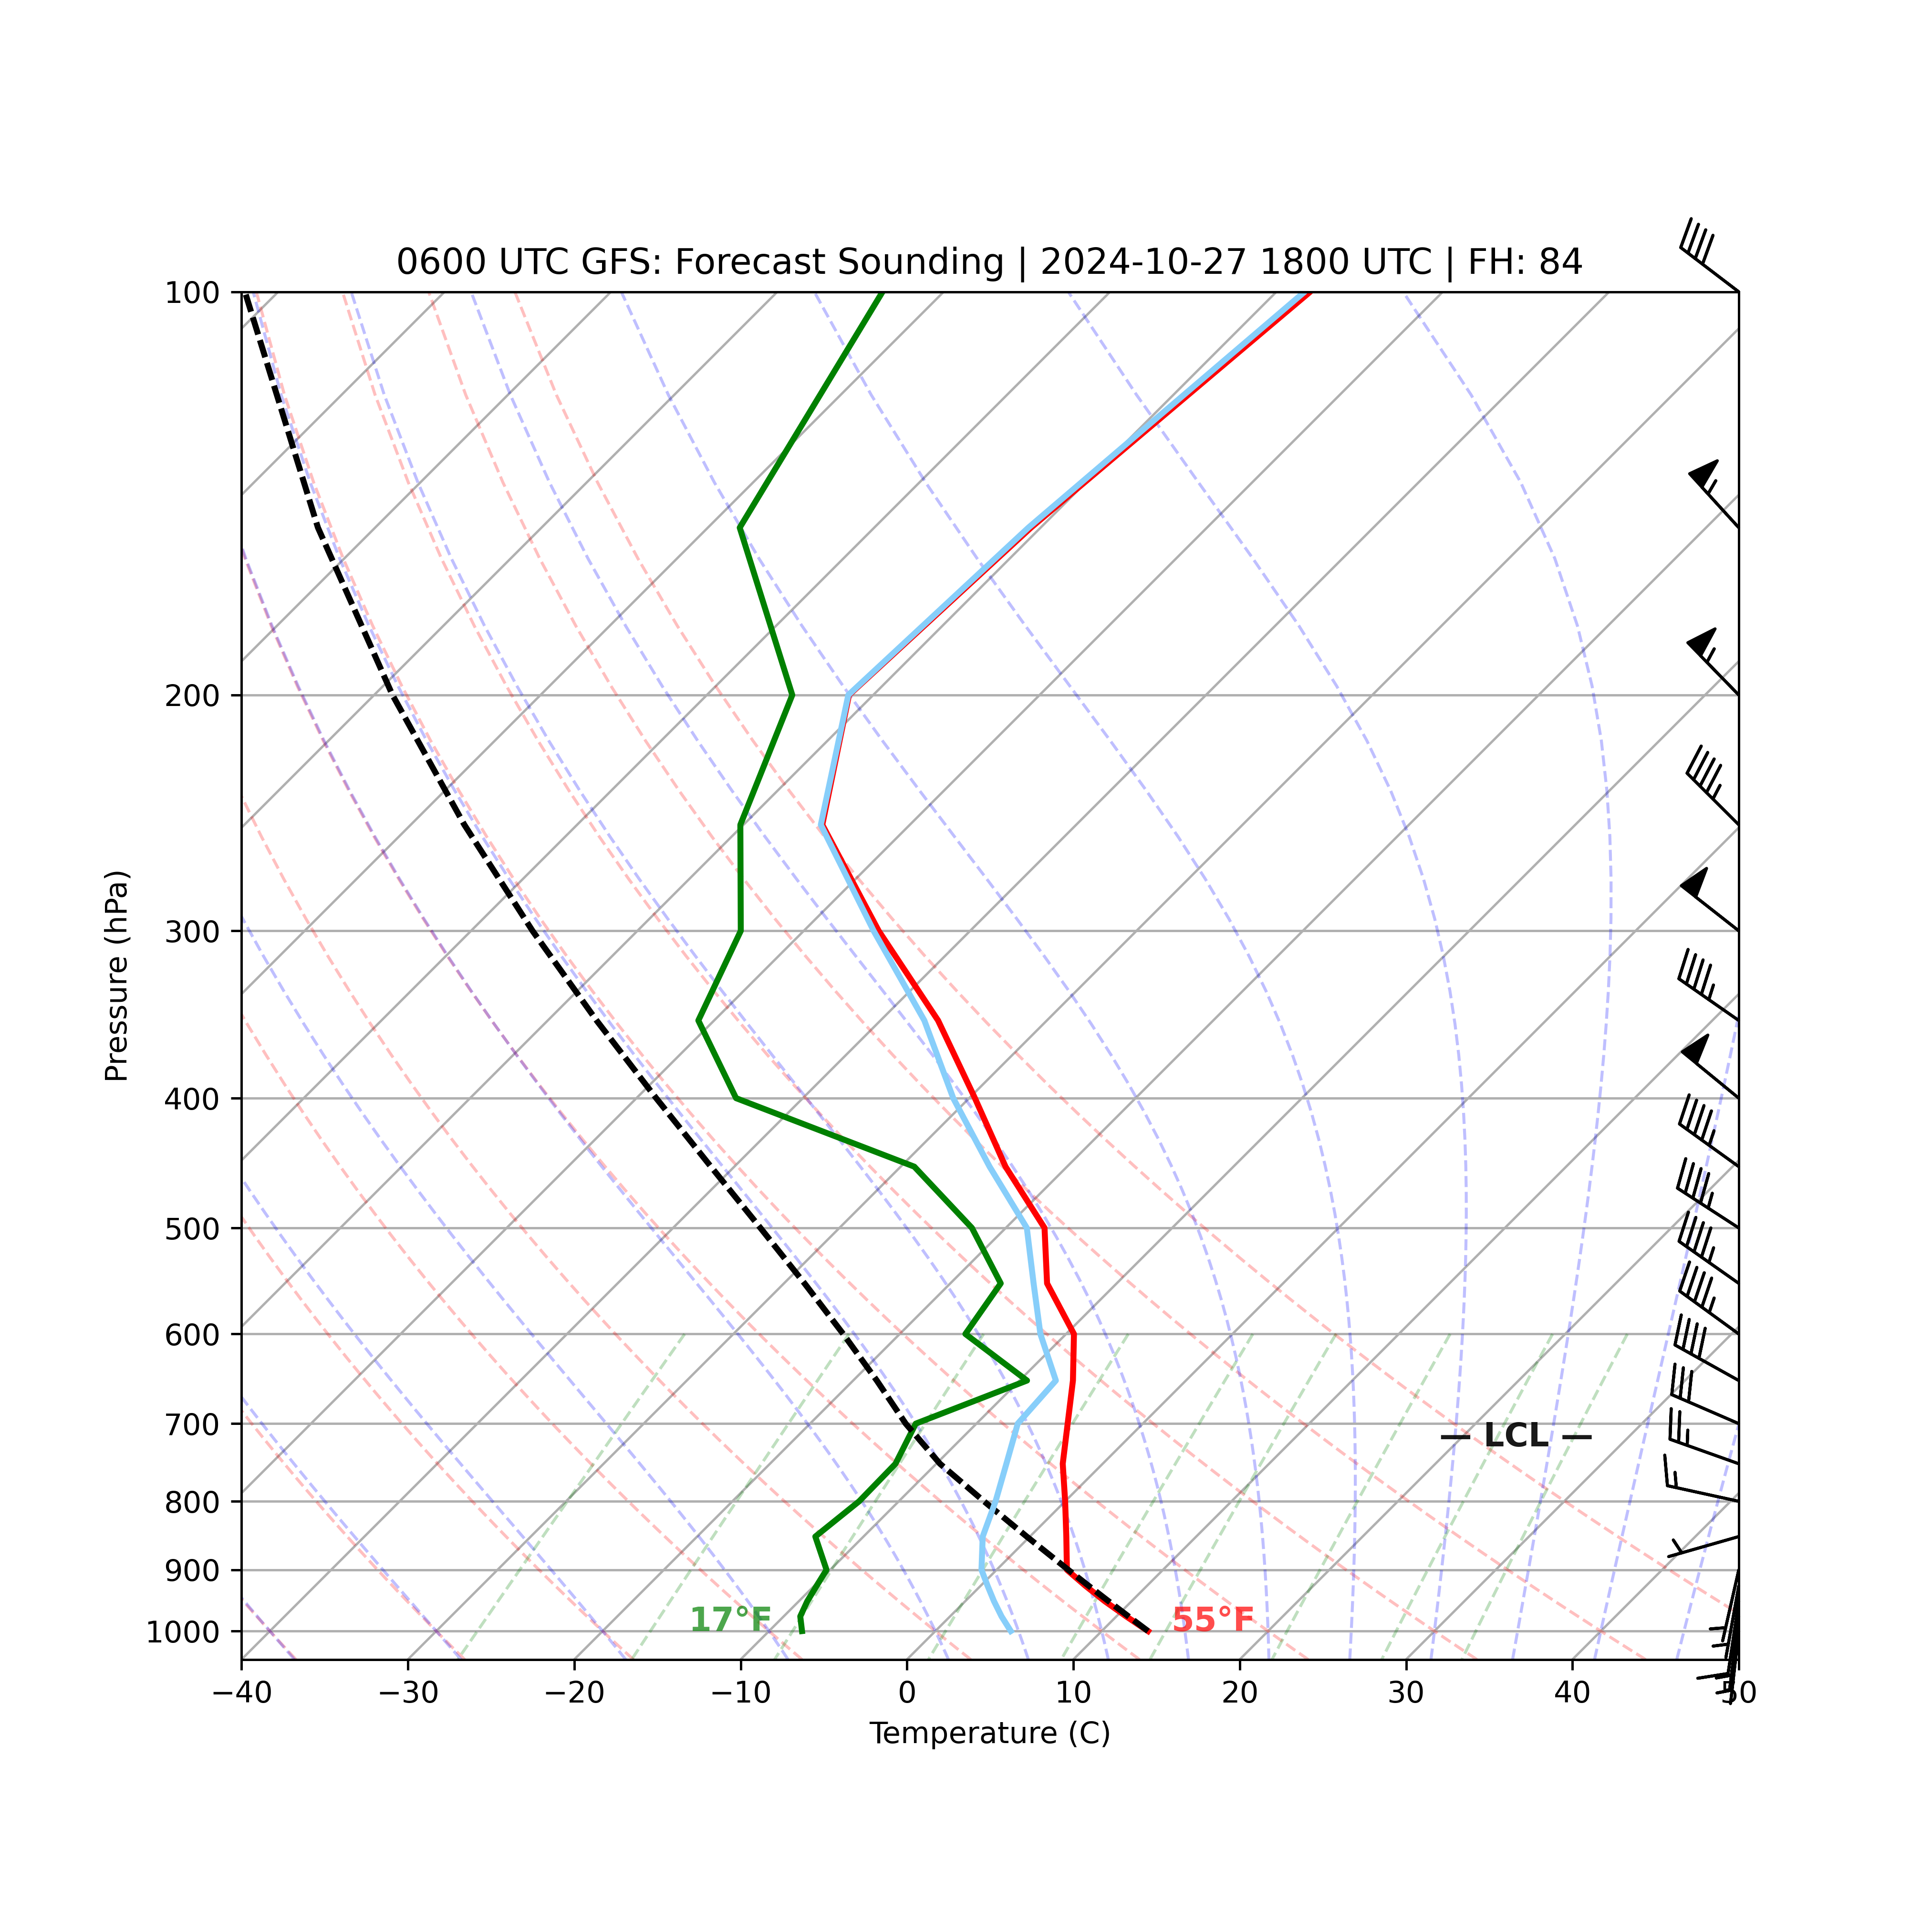 0600 UTC GFS: Forecast Sounding | 2024-10-27 1800 UTC | FH: 84
100
200
300
400
500
600
700
800
900
1000
Pressure (hPa)
— LCL —
17°F
55°F
−40 −30 −20 −10 0 10 20 30 40 50
Temperature (C)